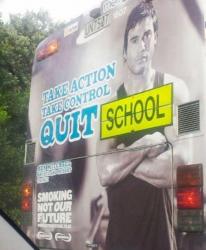 TAKE ACTION
TAKE CONTROL
QUIT
SCHOOL
SMOKING
NOT OUR
FUTURE